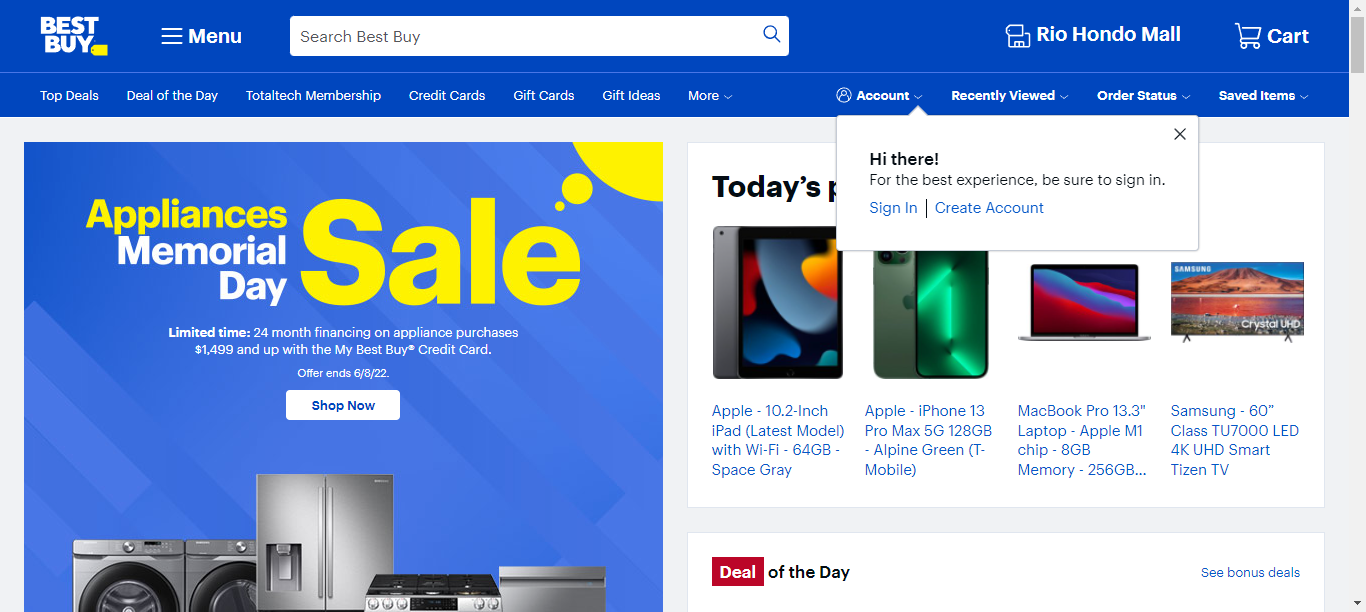 BEST
BUY
Menu
Search Best Buy
Rio Hondo Mall
Cart
Top Deals
Deal of the Day
Totaltech Membership
Credit Cards
Gift Cards
Gift Ideas
More
Account
Recently Viewed
Order Status
Saved Items
Hi there!
For the best experience, be sure to sign in.
Sign In
Create Account
Appliances
Memorial
Day
Sale
Limited time: 24 month financing on appliance purchases
$1,499 and up with the My Best Buy® Credit Card.
Offer ends 6/8/22.
Shop Now
Today's p
SAMSUNG
Crystal UHD
Apple - 10.2-Inch
iPad (Latest Model)
with Wi-Fi - 64GB -
Space Gray
Apple - iPhone 13
Pro Max 5G 128GB
- Alpine Green (T-
Mobile)
MacBook Pro 13.3"
Laptop - Apple M1
chip - 8GB
Memory - 256GB...
Samsung - 60”
Class TU7000 LED
4K UHD Smart
Tizen TV
Deal of the Day
See bonus deals